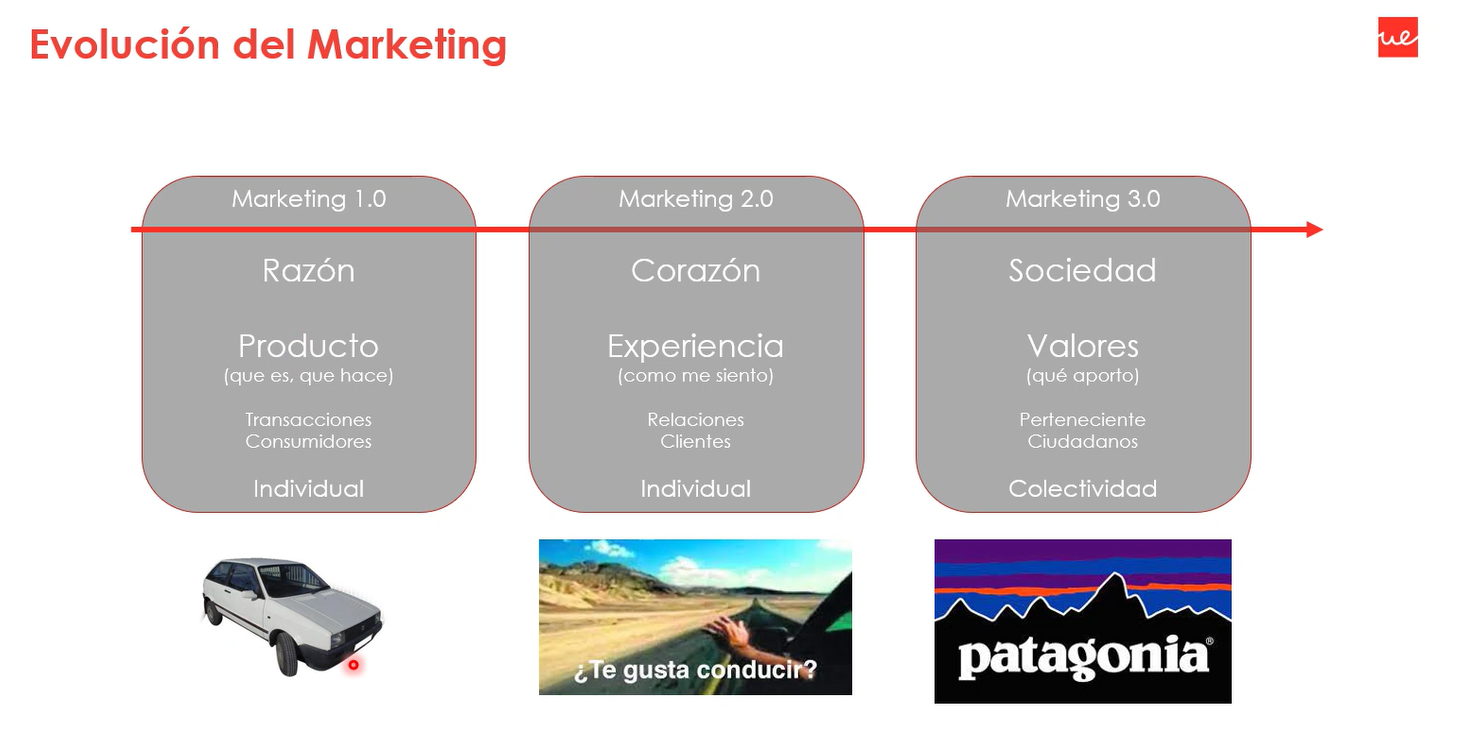 Evolución del Marketing
ue
Marketing 1.0
Razón
Producto
(que es, que hace)
Transacciones
Consumidores
Individual
Marketing 2.0
Corazón
Experiencia
(como me siento)
Relaciones
Clientes
Individual
Marketing 3.0
Sociedad
Valores
(qué aporto)
Perteneciente
Ciudadanos
Colectividad
¿Te gusta conducir?
patagonia®